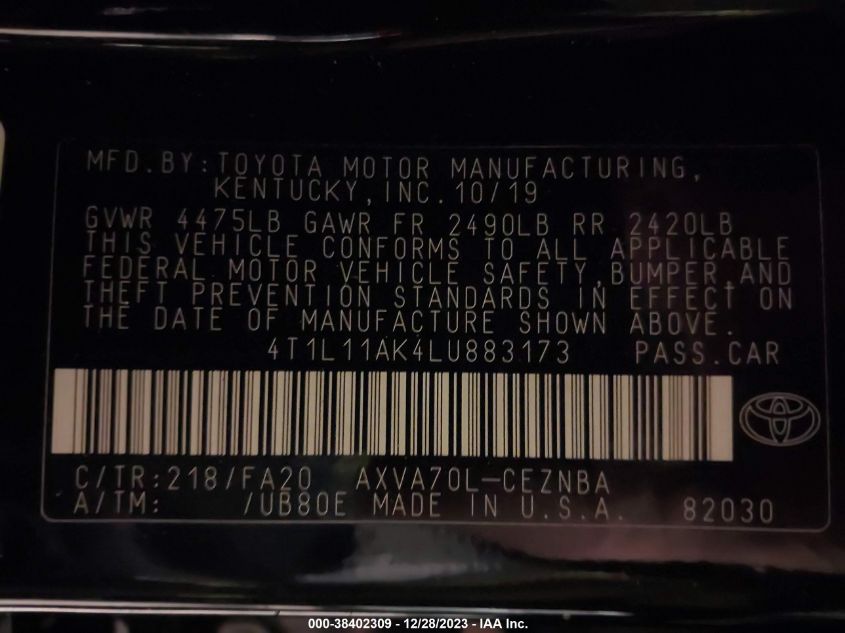 MFD.BY:TOYOTA MOTOR MANUFACTURING,
KENTUCKY,INC.10/19
GVWR 4475LB GAWR FR 2490LB RR 2420LB
THIS VEHICLE CONFORMS TO ALL APPLICABLE
FEDERAL MOTOR VEHICLE SAFETY,BUMPER,AND
THEFT PREVENTION STANDARDS IN EFFECT ON
THE DATE OF MANUFACTURE SHOWN ABOVE.
4T1L11AK4LU883173 PASS.CAR
C/TR:218/FA20 AXVA70L-CEZNBA
A/TM: /UB80E MADE IN U.S.A. 82030
000-38402309 - 12/28/2023 - IAA Inc.